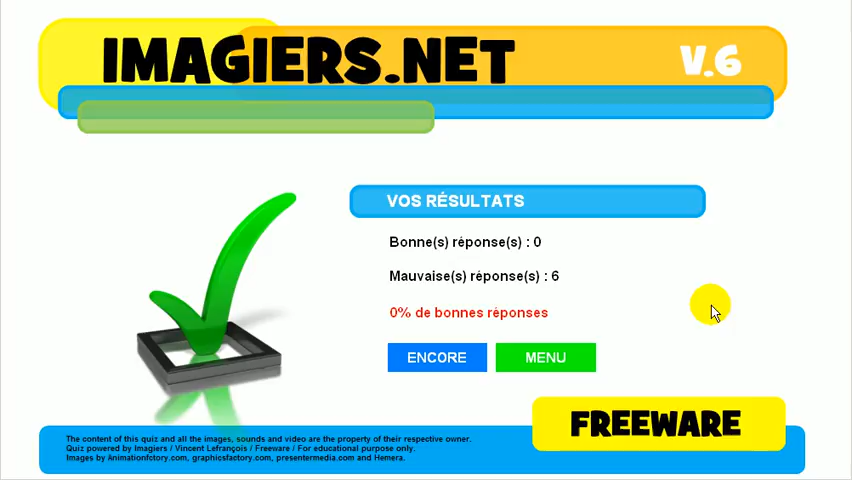 IMAGIERS.NET
V.6
VOS RÉSULTATS
Bonne(s) réponse(s) : 0
Mauvaise(s) réponse(s) : 6
0% de bonnes réponses
ENCORE
MENU
FREEWARE
The content of this quiz and all the images, sounds and video are the property of their respective owner.
Quiz powered by Imagiers / Vincent Lefrançois / Freeware / For educational purpose only.
Images by Animationfctory.com, graphicsfactory.com, presentermedia.com and Hemera.